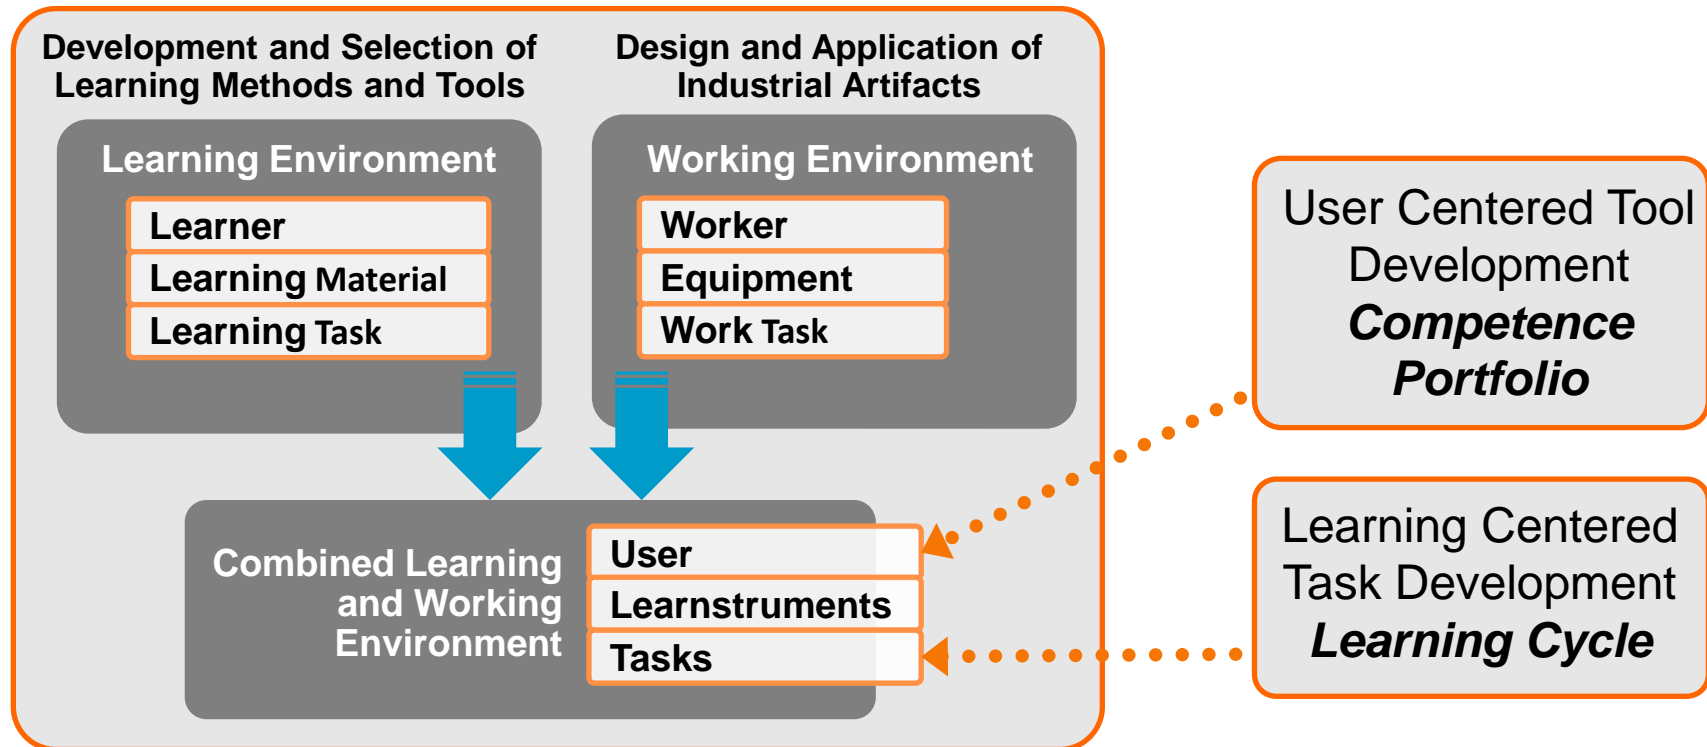 Development and Selection of
Learning Methods and Tools
Design and Application of
Industrial Artifacts
Learning Environment
Learner
Learning Material
Learning Task
Working Environment
Worker
Equipment
Work Task
Combined Learning
and Working
Environment
User
Learnstruments
Tasks
User Centered Tool
Development
Competence
Portfolio
Learning Centered
Task Development
Learning Cycle